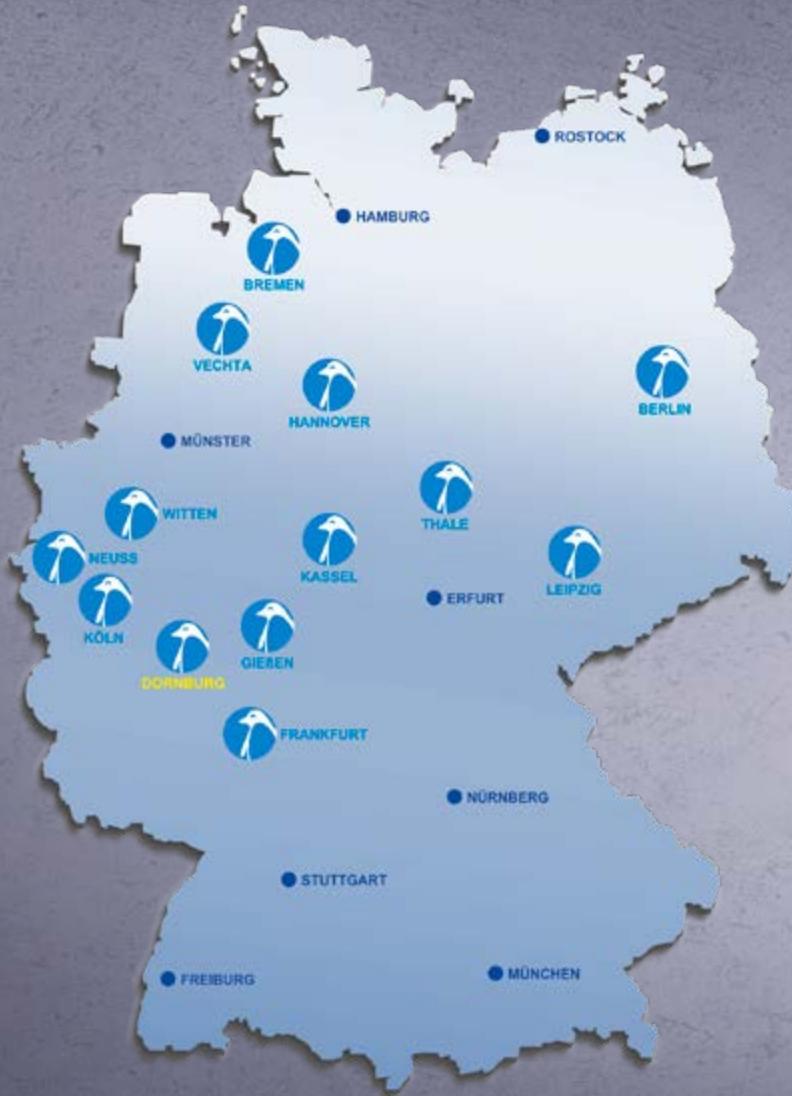 ROSTOCK
HAMBURG
BREMEN
VECHTA
HANNOVER
BERLIN
MÜNSTER
WITTEN
THALE
NEUSS
KASSEL
LEIPZIG
ERFURT
KÖLN
GIEßEN
DORNBURG
FRANKFURT
NÜRNBERG
STUTTGART
FREIBURG
MÜNCHEN